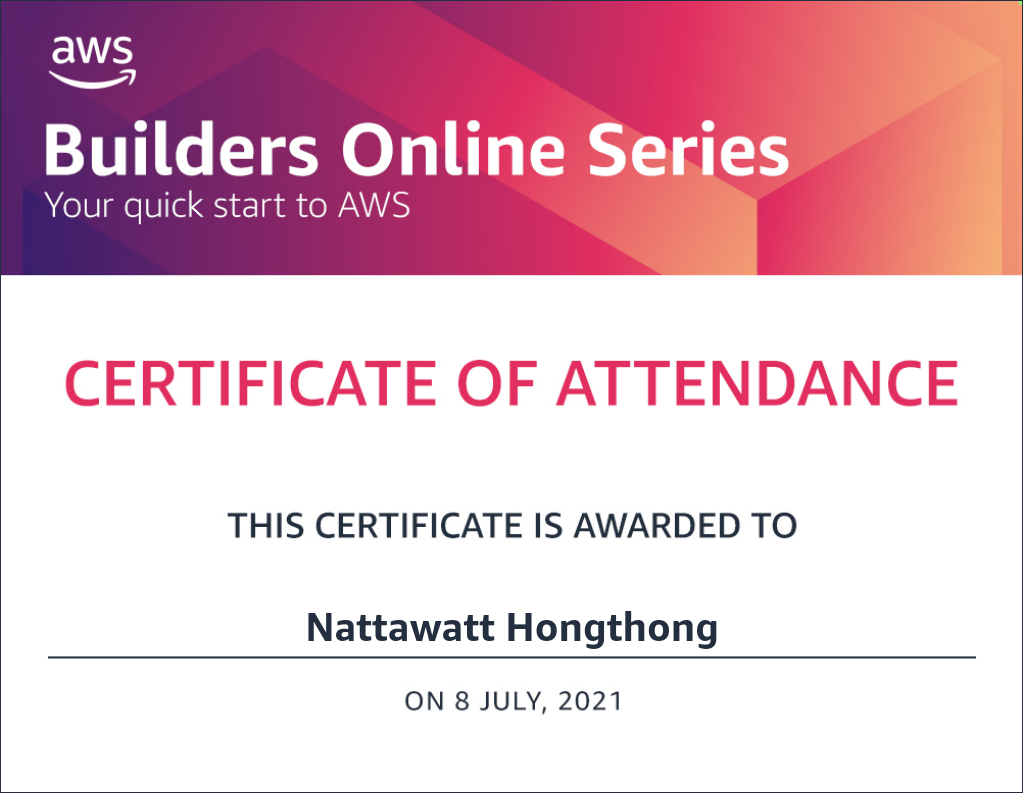 aws
Builders Online Series
Your quick start to AWS
CERTIFICATE OF ATTENDANCE
THIS CERTIFICATE IS AWARDED TO
Nattawatt Hongthong
ON 8 JULY, 2021